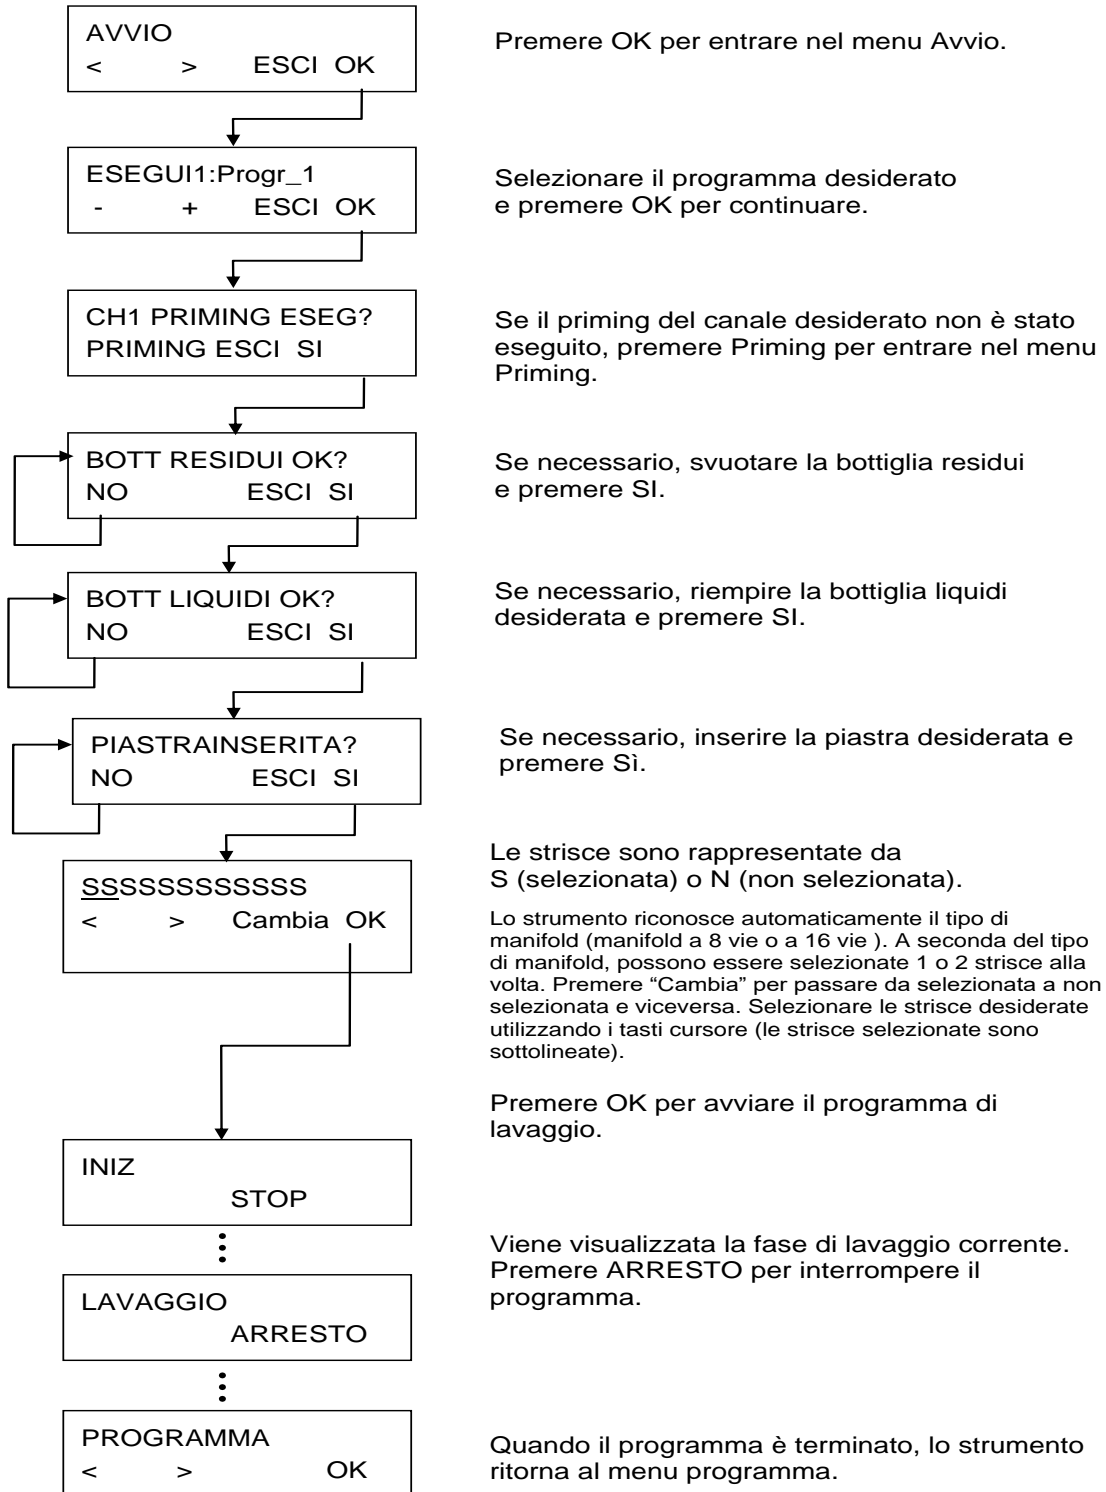 AVVIO
< > ESCI OK
Premere OK per entrare nel menu Avvio.
ESEGUI1:Progr_1
- + ESCI OK
Selezionare il programma desiderato
e premere OK per continuare.
CH1 PRIMING ESEG?
PRIMING ESCI SI
Se il priming del canale desiderato non è stato
eseguito, premere Priming per entrare nel menu
Priming.
BOTT RESIDUI OK?
NO ESCI SI
Se necessario, svuotare la bottiglia residui
e premere SI.
BOTT LIQUIDI OK?
NO ESCI SI
Se necessario, riempire la bottiglia liquidi
desiderata e premere SI.
PIASTRAINSERITA?
NO ESCI SI
Se necessario, inserire la piastra desiderata e
premere Sì.
SSSSSSSSSSSS
< > Cambia OK
Le strisce sono rappresentate da
S (selezionata) o N (non selezionata).
Lo strumento riconosce automaticamente il tipo di
manifold (manifold a 8 vie o a 16 vie ). A seconda del tipo
di manifold, possono essere selezionate 1 o 2 strisce alla
volta. Premere “Cambia” per passare da selezionata a non
selezionata e viceversa. Selezionare le strisce desiderate
utilizzando i tasti cursore (le strisce selezionate sono
sottolineate).
Premere OK per avviare il programma di
lavaggio.
INIZ
STOP
Viene visualizzata la fase di lavaggio corrente.
Premere ARRESTO per interrompere il
programma.
LAVAGGIO
ARRESTO
PROGRAMMA
< > OK
Quando il programma è terminato, lo strumento
ritorna al menu programma.